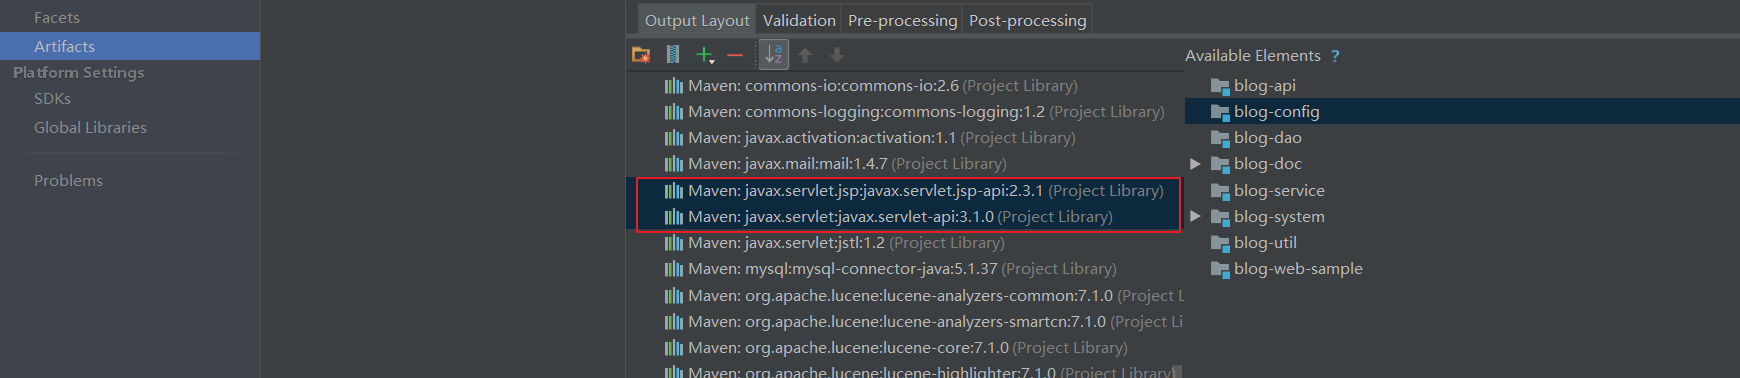 Facets
Artifacts
Platform Settings
SDKs
Global Libraries
Problems
Output Layout Validation Pre-processing Post-processing
Maven: commons-io:commons-io:2.6 (Project Library)
Maven: commons-logging:commons-logging:1.2 (Project Library)
Maven: javax.activation:activation:1.1 (Project Library)
Maven: javax.mail:mail:1.4.7 (Project Library)
Maven: javax.servlet.jsp:javax.servlet.jsp-api:2.3.1 (Project Library)
Maven: javax.servlet:javax.servlet-api:3.1.0 (Project Library)
Maven: javax.servlet:jstl:1.2 (Project Library)
Maven: mysql:mysql-connector-java:5.1.37 (Project Library)
Maven: org.apache.lucene:lucene-analyzers-common:7.1.0 (Project L
Maven: org.apache.lucene:lucene-analyzers-smartcn:7.1.0 (Project Li
Maven: org.apache.lucene:lucene-core:7.1.0 (Project Library)
Maven: org.apache.lucene:lucene-highlighter:7.1.0 (Project Library)
Available Elements ?
blog-api
blog-config
blog-dao
blog-doc
blog-service
blog-system
blog-util
blog-web-sample